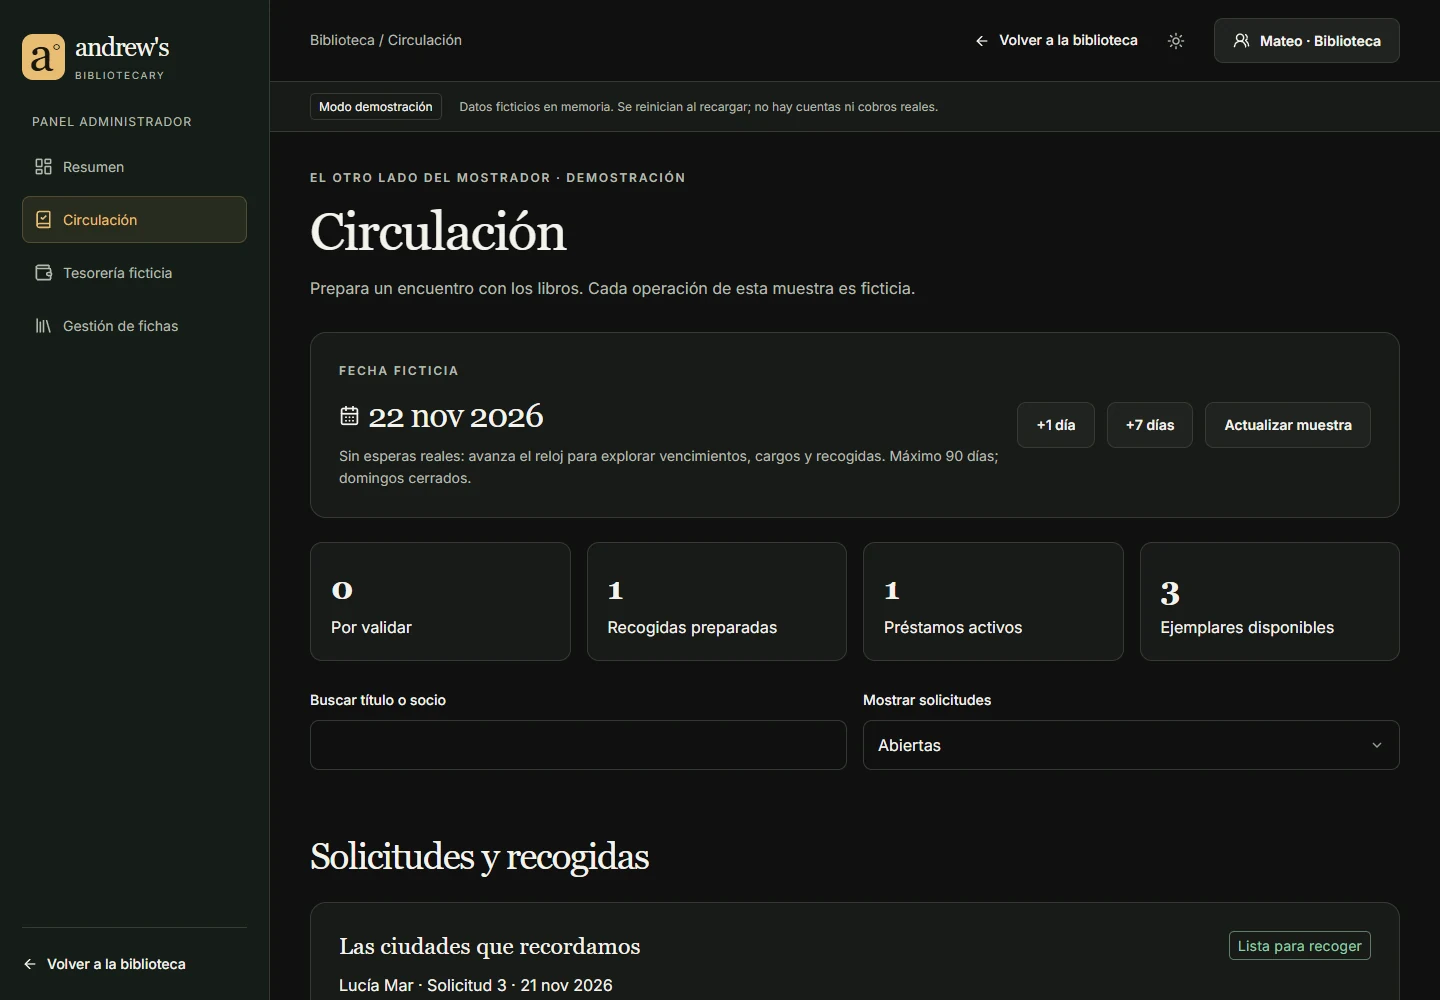 a°
andrew's
BIBLIOTECARY
PANEL ADMINISTRADOR
Resumen
Circulación
Tesorería ficticia
Gestión de fichas
Volver a la biblioteca
Biblioteca / Circulación
Volver a la biblioteca
Mateo · Biblioteca
Modo demostración
Datos ficticios en memoria. Se reinician al recargar; no hay cuentas ni cobros reales.
EL OTRO LADO DEL MOSTRADOR · DEMOSTRACIÓN
Circulación
Prepara un encuentro con los libros. Cada operación de esta muestra es ficticia.
FECHA FICTICIA
22 nov 2026
Sin esperas reales: avanza el reloj para explorar vencimientos, cargos y recogidas. Máximo 90 días;
domingos cerrados.
+1 día
+7 días
Actualizar muestra
0
Por validar
1
Recogidas preparadas
1
Préstamos activos
3
Ejemplares disponibles
Buscar título o socio
Mostrar solicitudes
Abiertas
Solicitudes y recogidas
Las ciudades que recordamos
Lista para recoger
Lucía Mar · Solicitud 3 · 21 nov 2026